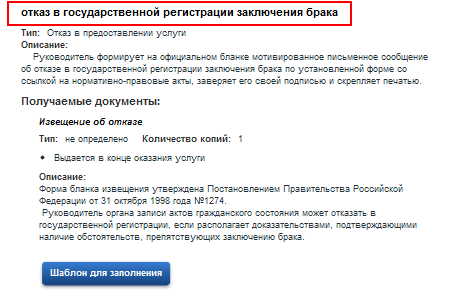 отказ в государственной регистрации заключения брака
Тип: Отказ в предоставлении услуги
Описание:
Руководитель формирует на официальном бланке мотивированное письменное сообщение
об отказе в государственной регистрации заключения брака по установленной форме со
ссылкой на нормативно-правовые акты, заверяет его своей подписью и скрепляет печатью.
Получаемые документы:
Извещение об отказе
Тип: не определено Количество копий: 1
• Выдается в конце оказания услуги
Описание:
Форма бланка извещения утверждена Постановлением Правительства Российской
Федерации от 31 октября 1998 года №1274.
Руководитель органа записи актов гражданского состояния может отказать в
государственной регистрации, если располагает доказательствами, подтверждающими
наличие обстоятельств, препятствующих заключению брака.
Шаблон для заполнения